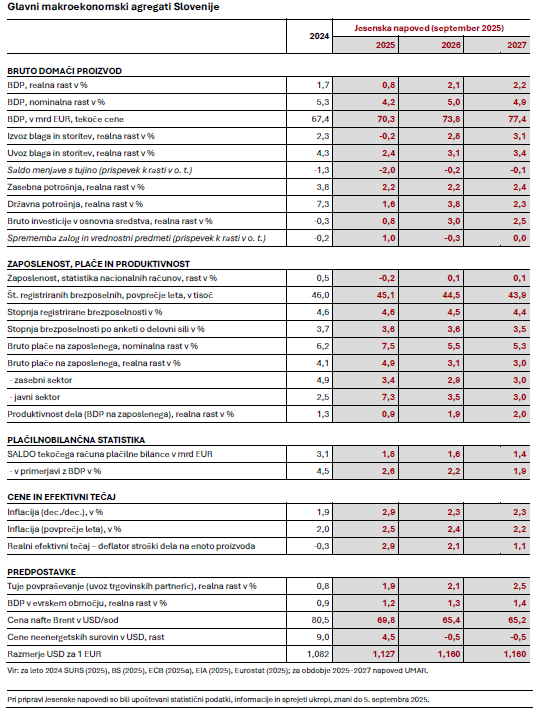 Glavni makroekonomski agregati Slovenije
2024 Jesenska napoved (september 2025)
2025 2026 2027
BRUTO DOMAČI PROIZVOD
BDP, realna rast v % 1,7 0,8 2,1 2,2
BDP, nominalna rast v % 5,3 4,2 5,0 4,9
BDP, v mrd EUR, tekoče cene 67,4 70,3 73,8 77,4
Izvoz blaga in storitev, realna rast v % 2,3 -0,2 2,8 3,1
Uvoz blaga in storitev, realna rast v % 4,3 2,4 3,1 3,4
Saldo menjave s tujino (prispevek k rasti v o. t.) -1,3 -2,0 -0,2 -0,1
Zasebna potrošnja, realna rast v % 3,8 2,2 2,2 2,4
Državna potrošnja, realna rast v % 7,3 1,6 3,8 2,3
Bruto investicije v osnovna sredstva, realna rast v % -0,3 0,8 3,0 2,5
Sprememba zalog in vrednostni predmeti (prispevek k rasti v o. t.) -0,2 1,0 -0,3 0,0
ZAPOSLENOST, PLAČE IN PRODUKTIVNOST
Zaposlenost, statistika nacionalnih računov, rast v % 0,5 -0,2 0,1 0,1
Št. registriranih brezposelnih, povprečje leta, v tisoč 46,0 45,1 44,5 43,9
Stopnja registrirane brezposelnosti v % 4,6 4,6 4,5 4,4
Stopnja brezposelnosti po anketi o delovni sili v % 3,7 3,6 3,6 3,5
Bruto plače na zaposlenega, nominalna rast v % 6,2 7,5 5,5 5,3
Bruto plače na zaposlenega, realna rast v % 4,1 4,9 3,1 3,0
- zasebni sektor 4,9 3,4 2,9 3,0
- javni sektor 2,5 7,3 3,5 3,0
Produktivnost dela (BDP na zaposlenega), realna rast v % 1,3 0,9 1,9 2,0
PLAČILNOBILANČNA STATISTIKA
SALDO tekočega računa plačilne bilance v mrd EUR 3,1 1,8 1,6 1,4
- v primerjavi z BDP v % 4,5 2,6 2,2 1,9
CENE IN EFEKTIVNI TEČAJ
Inflacija (dec./dec.), v % 1,9 2,9 2,3 2,3
Inflacija (povprečje leta), v % 2,0 2,5 2,4 2,2
Realni efektivni tečaj – deflator stroški dela na enoto proizvoda -0,3 2,9 2,1 1,1
PREDPOSTAVKE
Tuje povpraševanje (uvoz trgovinskih partneric), realna rast v % 0,8 1,9 2,1 2,5
BDP v evrskem območju, realna rast v % 0,9 1,2 1,3 1,4
Cena nafte Brent v USD/sod 80,5 69,8 65,4 65,2
Cene neenergetskih surovin v USD, rast 9,0 4,5 -0,5 -0,5
Razmerje USD za 1 EUR 1,082 1,127 1,160 1,160
Vir: za leto 2024 SURS (2025), BS (2025), ECB (2025a), EIA (2025), Eurostat (2025); za obdobje 2025–2027 napoved UMAR.
Pri pripravi Jesenske napovedi so bili upoštevani statistični podatki, informacije in sprejeti ukrepi, znani do 5. septembra 2025.